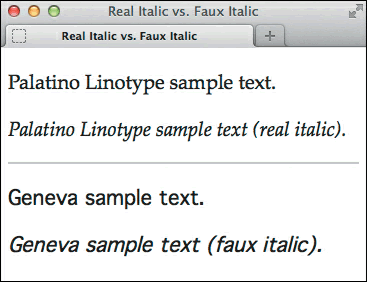 Real Italic vs. Faux Italic
Real Italic vs. Faux Italic
Palatino Linotype sample text.
Palatino Linotype sample text (real italic).
Geneva sample text.
Geneva sample text (faux italic).